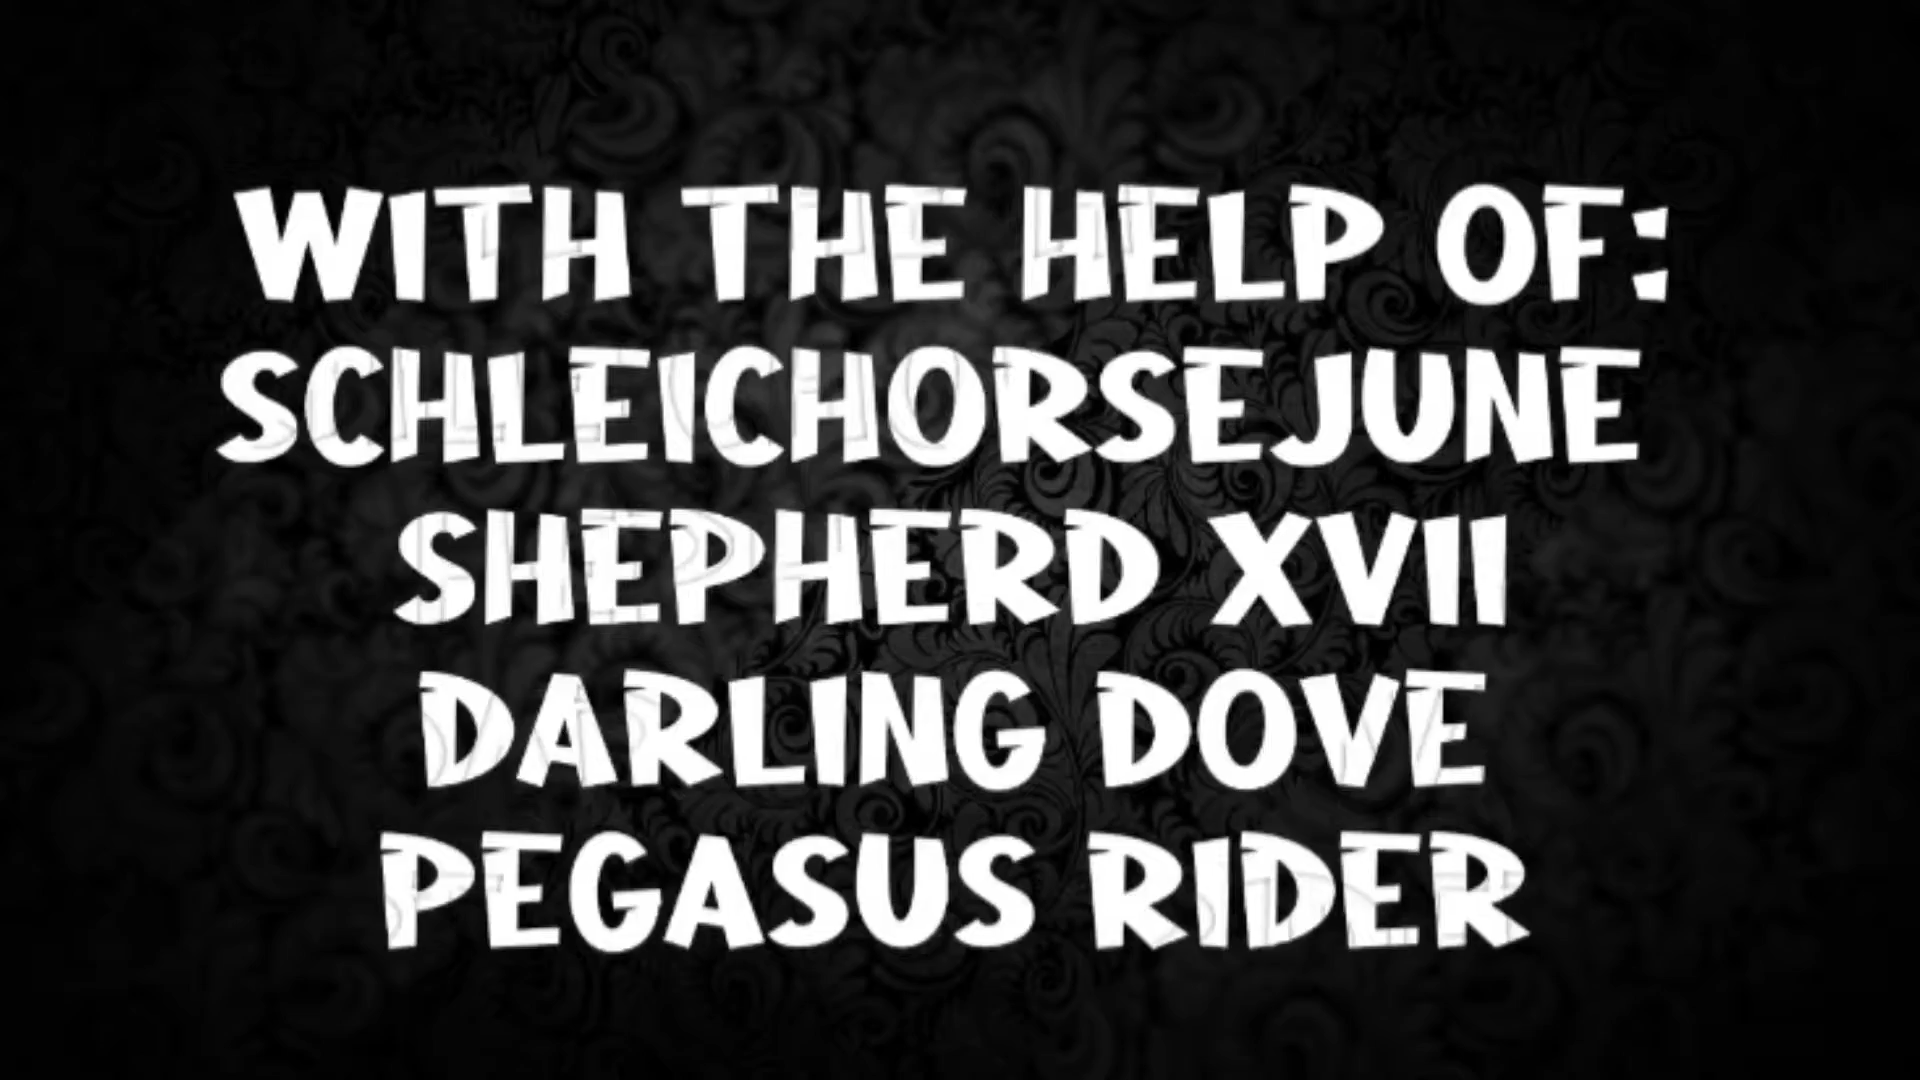 WITH THE HELP OF:
SCHLEICHORSEJUNE
SHEPHERD XVII
DARLING DOVE
PEGASUS RIDER